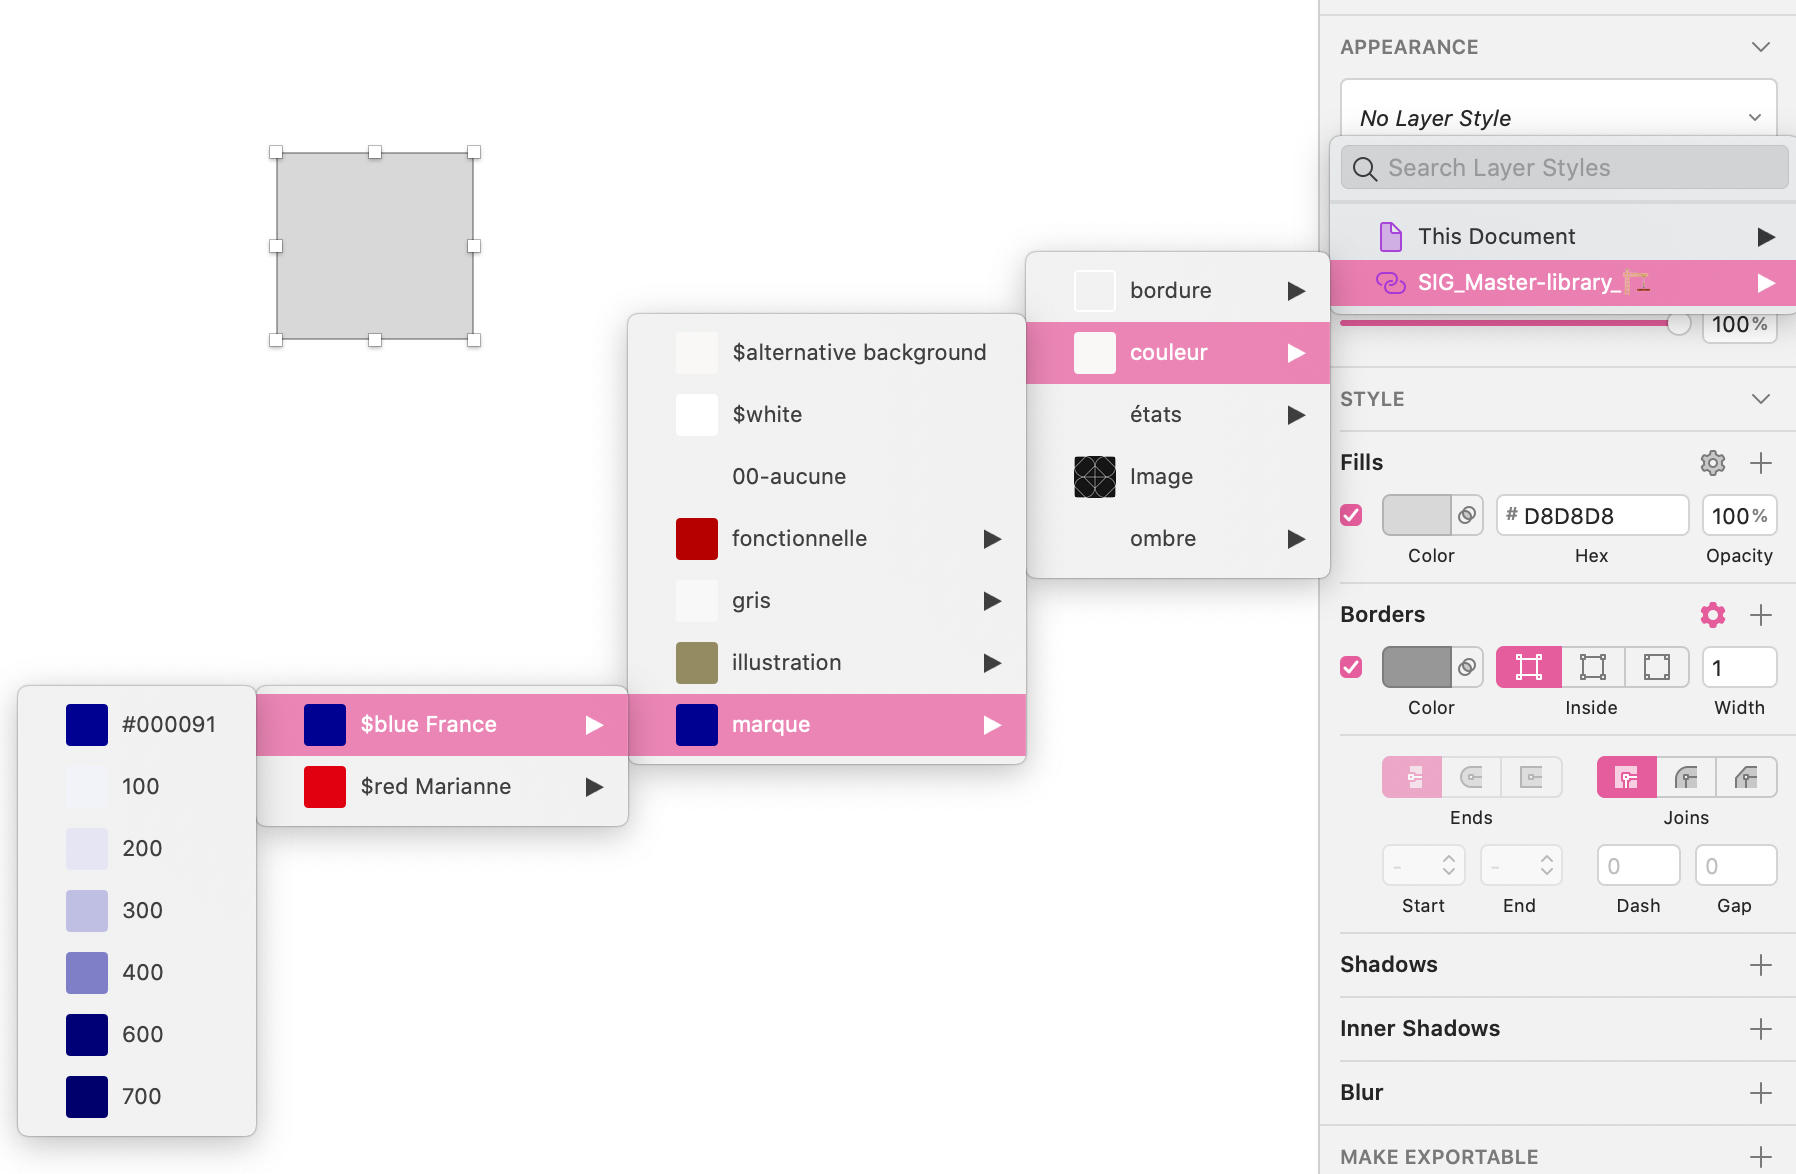 APPEARANCE
No Layer Style
Search Layer Styles
This Document
SIG_Master-library_🏗️
100%
bordure
couleur
états
Image
ombre
$alternative background
$white
00-aucune
fonctionnelle
gris
illustration
marque
$blue France
$red Marianne
#000091
100
200
300
400
600
700
STYLE
Fills
# D8D8D8 100%
Color Hex Opacity
Borders
1
Color Inside Width
Ends Joins
- - 0 0
Start End Dash Gap
Shadows
Inner Shadows
Blur
MAKE EXPORTABLE